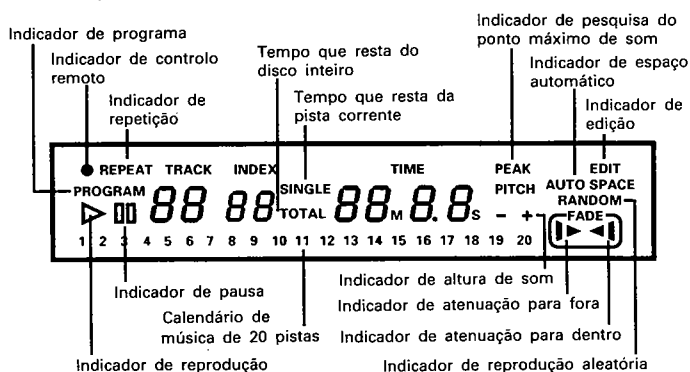 Indicador de programa
Indicador de controlo
remoto
Indicador de
repetição
Tempo que resta do
disco inteiro
Tempo que resta da
pista corrente
Indicador de pesquisa do
ponto máximo de som
Indicador de espaço
automático
Indicador de
edição
REPEAT TRACK INDEX TIME PEAK EDIT
PROGRAM SINGLE PITCH AUTO SPACE
RANDOM
88 88 TOTAL 88 M 8.8 S - + FADE
1 2 3 4 5 6 7 8 9 10 11 12 13 14 15 16 17 18 19 20
Indicador de pausa
Calendário de
música de 20 pistas
Indicador de reprodução
Indicador de altura de som
Indicador de atenuação para fora
Indicador de atenuação para dentro
Indicador de reprodução aleatória